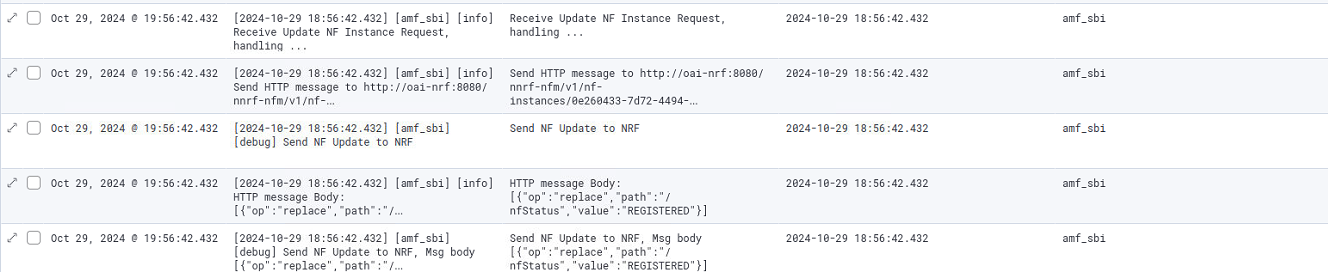 Oct 29, 2024 @ 19:56:42.432 [2024-10-29 18:56:42.432] [amf_sbi] [info] Receive Update NF Instance Request, 2024-10-29 18:56:42.432 amf_sbi
Receive Update NF Instance Request, handling ...
handling ...
Oct 29, 2024 @ 19:56:42.432 [2024-10-29 18:56:42.432] [amf_sbi] [info] Send HTTP message to http://oai-nrf:8080/ 2024-10-29 18:56:42.432 amf_sbi
Send HTTP message to http://oai-nrf:8080/ nnrf-nfm/v1/nf-
nnrf-nfm/v1/nf-… instances/0e260433-7d72-4494-…
Oct 29, 2024 @ 19:56:42.432 [2024-10-29 18:56:42.432] [amf_sbi] Send NF Update to NRF 2024-10-29 18:56:42.432 amf_sbi
[debug] Send NF Update to NRF
Oct 29, 2024 @ 19:56:42.432 [2024-10-29 18:56:42.432] [amf_sbi] [info] HTTP message Body: 2024-10-29 18:56:42.432 amf_sbi
HTTP message Body: [{"op":"replace","path":"/
[{"op":"replace","path":"/… nfStatus","value":"REGISTERED"}]
Oct 29, 2024 @ 19:56:42.432 [2024-10-29 18:56:42.432] [amf_sbi] Send NF Update to NRF, Msg body 2024-10-29 18:56:42.432 amf_sbi
[debug] Send NF Update to NRF, Msg body [{"op":"replace","path":"/
[{"op":"replace","path":"/… nfStatus","value":"REGISTERED"}]